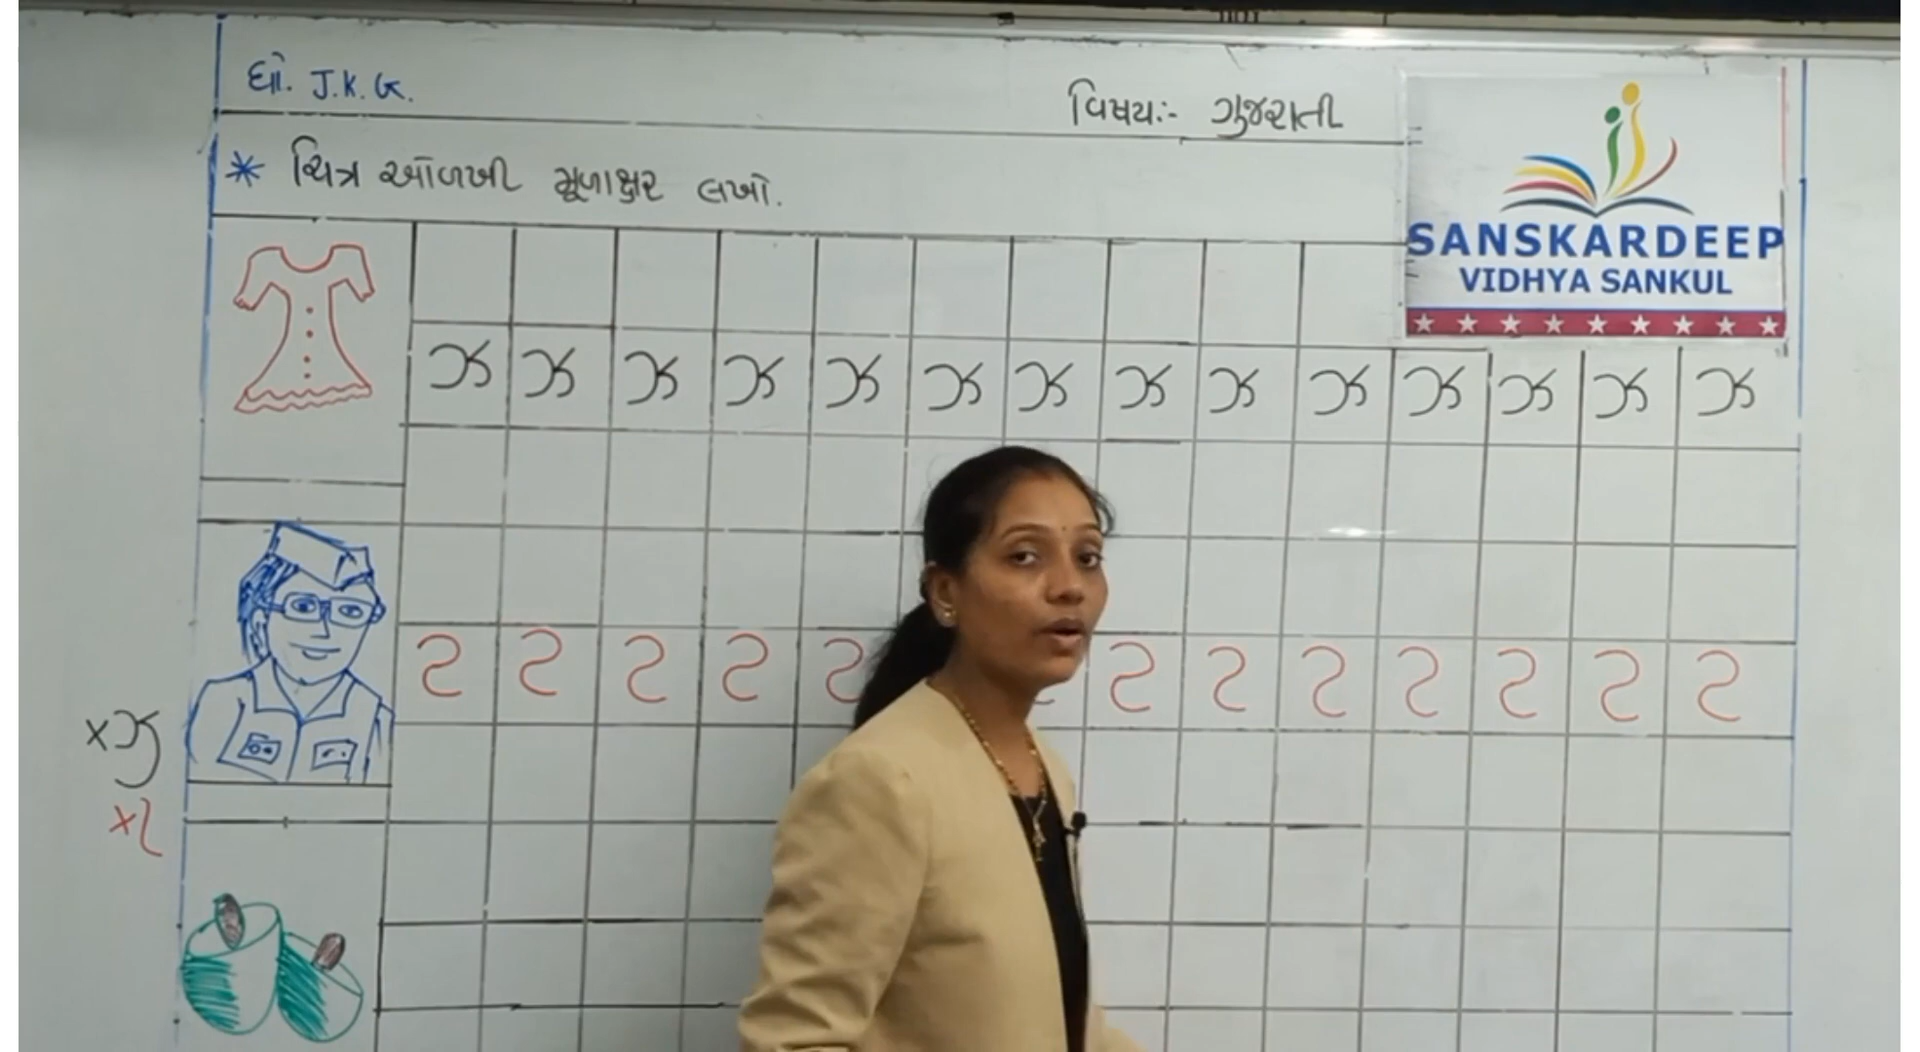 ધો. J.K.G.
વિષય:- ગુજરાતી
* ચિત્ર ઓળખી મૂળાક્ષર લખો.
SANSKARDEEP
VIDHYA SANKUL
ઝ ઝ ઝ ઝ ઝ ઝ ઝ ઝ ઝ ઝ ઝ ઝ ઝ ઝ
ટ ટ ટ ટ ટ ટ ટ ટ ટ ટ ટ ટ